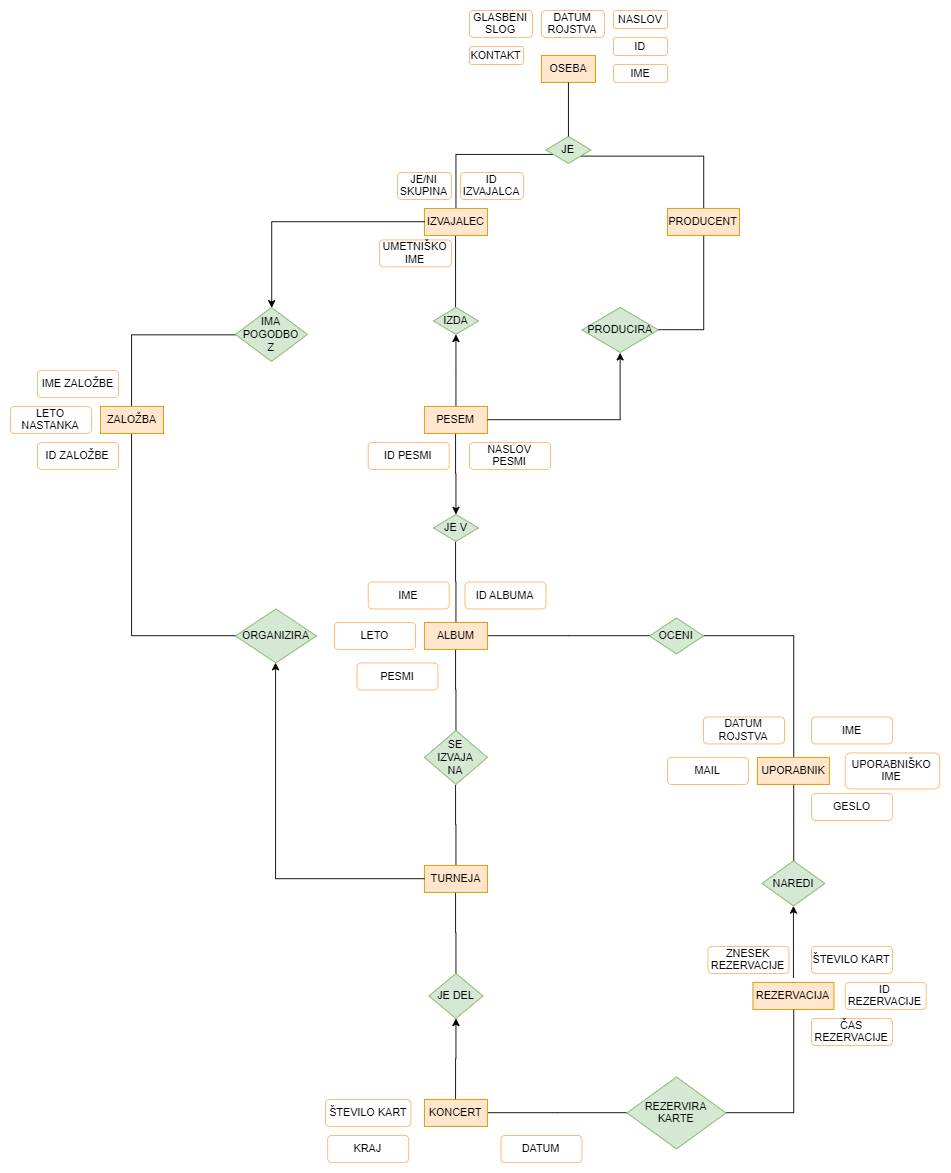 GLASBENI
SLOG
DATUM
ROJSTVA
NASLOV
ID
KONTAKT
OSEBA
IME
JE
JE/NI
SKUPINA
ID
IZVAJALCA
IZVAJALEC
PRODUCENT
UMETNIŠKO
IME
IMA
POGODBO
Z
IZDA
PRODUCIRA
IME ZALOŽBE
LETO
NASTANKA
ZALOŽBA
PESEM
ID ZALOŽBE
ID PESMI
NASLOV
PESMI
JE V
IME
ID ALBUMA
ORGANIZIRA
LETO
ALBUM
OCENI
PESMI
DATUM
ROJSTVA
IME
SE
IZVAJA
NA
MAIL
UPORABNIK
UPORABNIŠKO
IME
GESLO
TURNEJA
NAREDI
ZNESEK
REZERVACIJE
ŠTEVILO KART
JE DEL
REZERVACIJA
ID
REZERVACIJE
ČAS
REZERVACIJE
ŠTEVILO KART
KONCERT
REZERVIRA
KARTE
KRAJ
DATUM